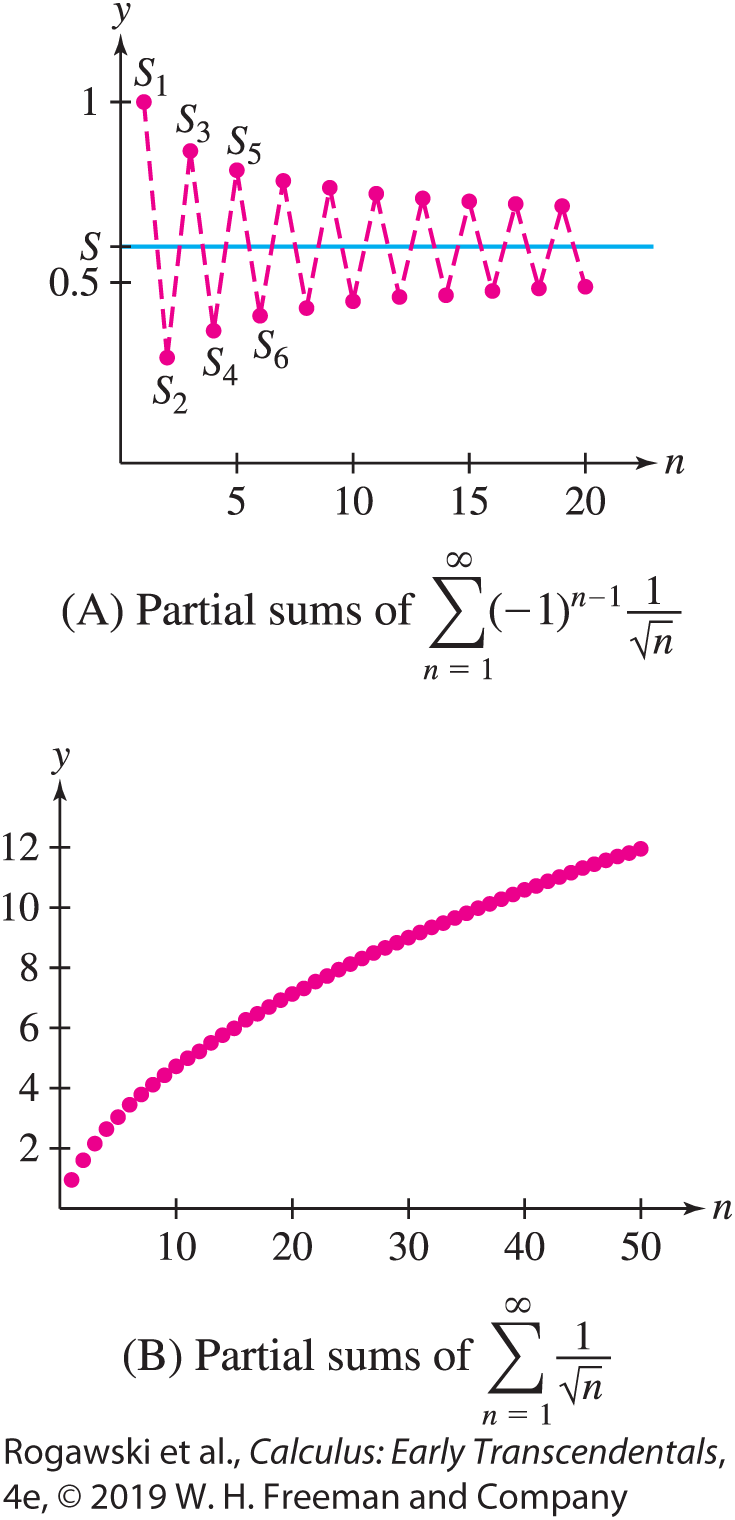 y
S₁
1
S₃
S₅
S
0.5
S₂
S₄
S₆
n
5 10 15 20
(A) Partial sums of ∑_{n = 1}^{∞} (−1)ⁿ⁻¹ 1/√n
y
12
10
8
6
4
2
n
10 20 30 40 50
(B) Partial sums of ∑_{n = 1}^{∞} 1/√n
Rogawski et al., Calculus: Early Transcendentals,
4e, © 2019 W. H. Freeman and Company